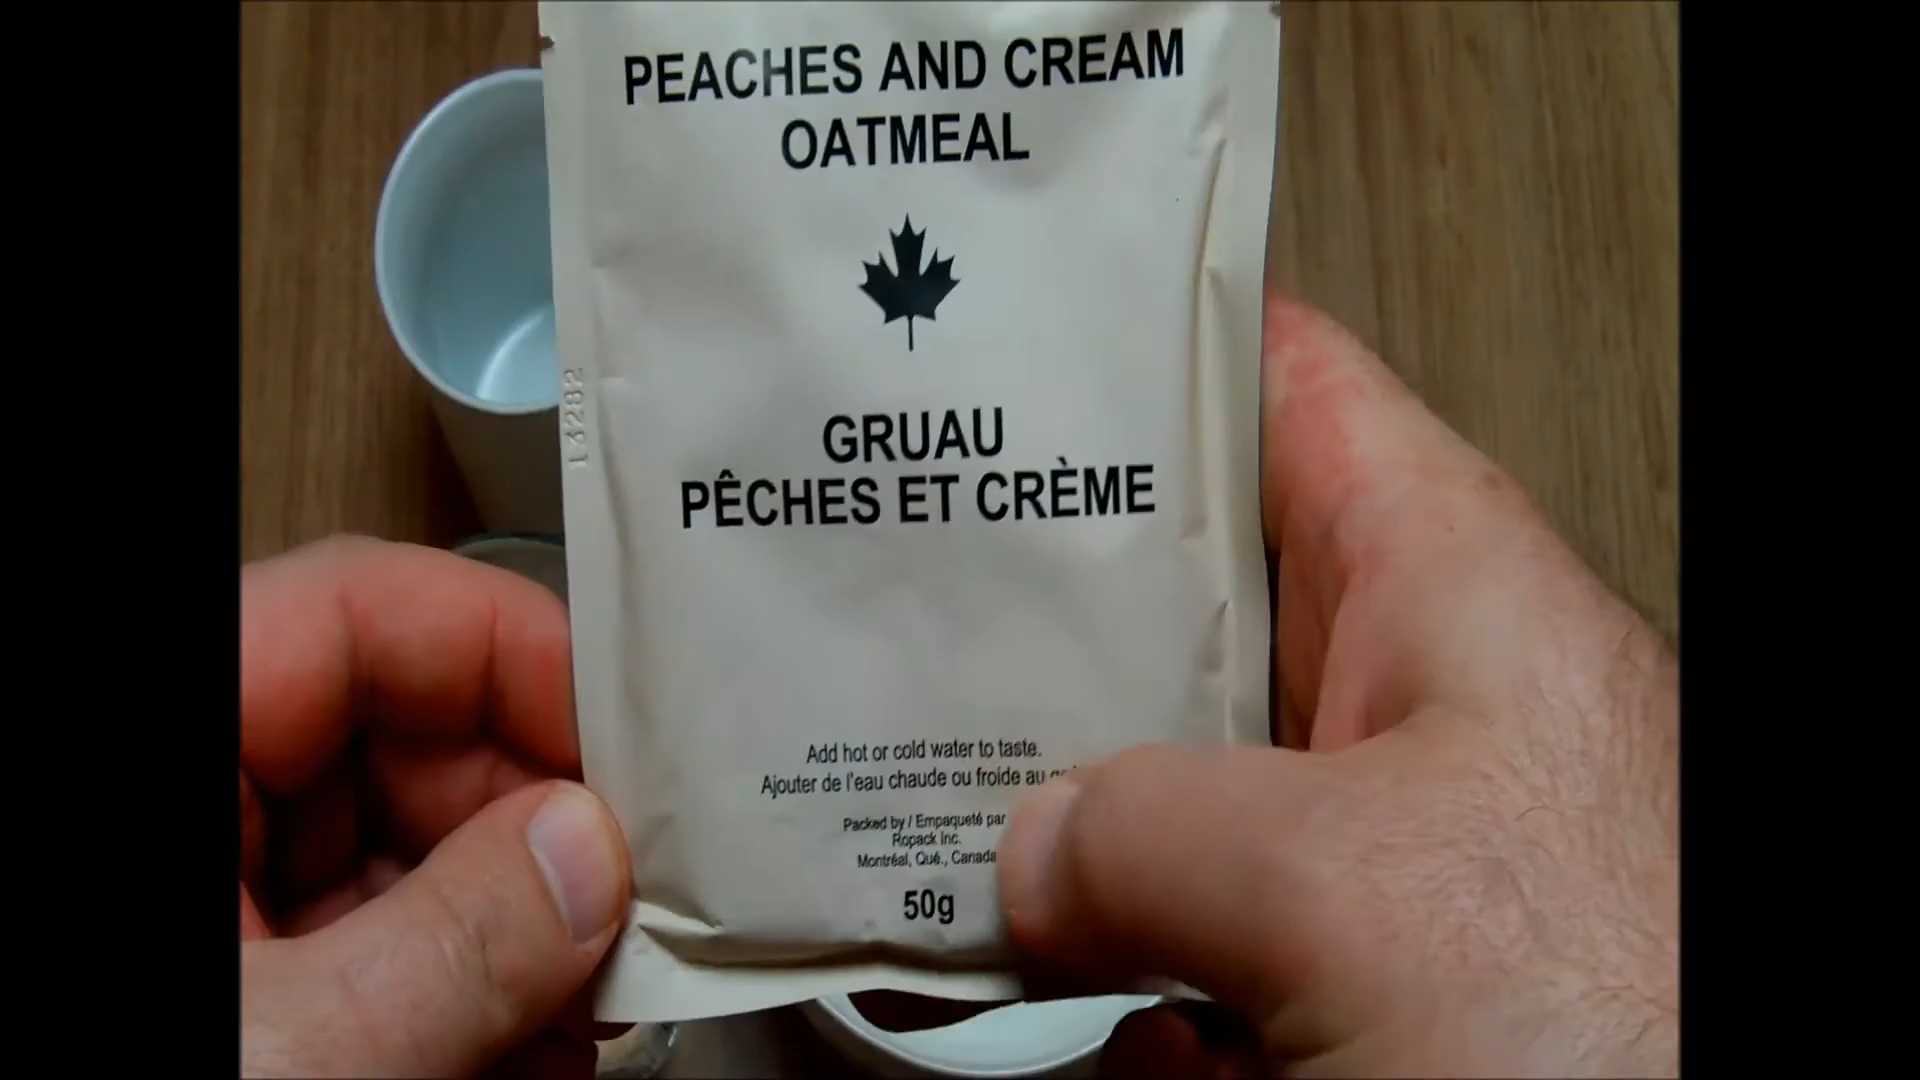 PEACHES AND CREAM
OATMEAL
GRUAU
PÊCHES ET CRÈME
13282
Add hot or cold water to taste.
Ajouter de l'eau chaude ou froide au
Packed by / Empaqueté par
Ropack Inc.
Montréal, Qué., Canada
50g